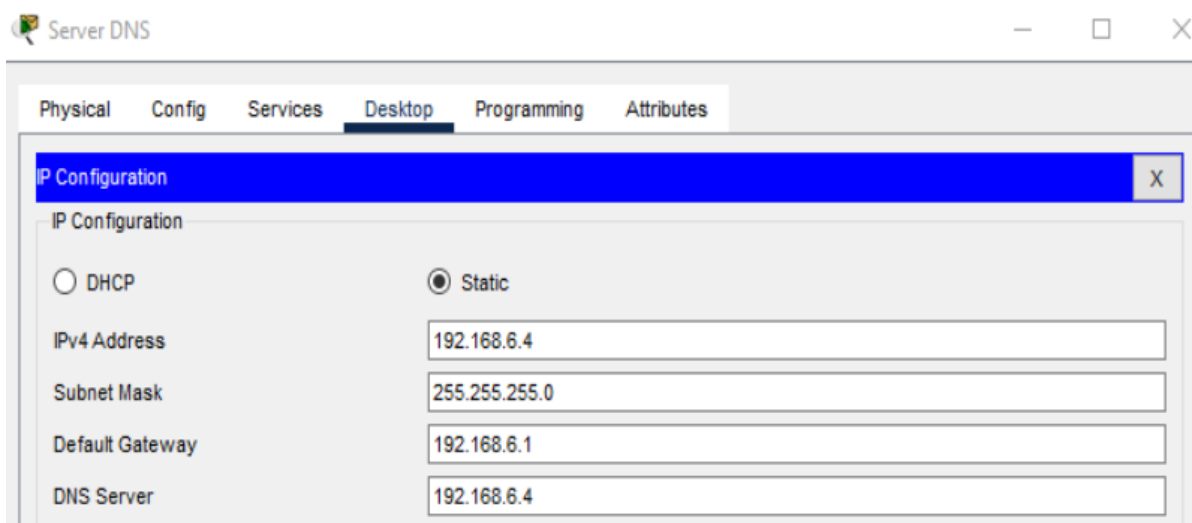 Server DNS
Physical Config Services Desktop Programming Attributes
IP Configuration X
IP Configuration
DHCP Static
IPv4 Address 192.168.6.4
Subnet Mask 255.255.255.0
Default Gateway 192.168.6.1
DNS Server 192.168.6.4